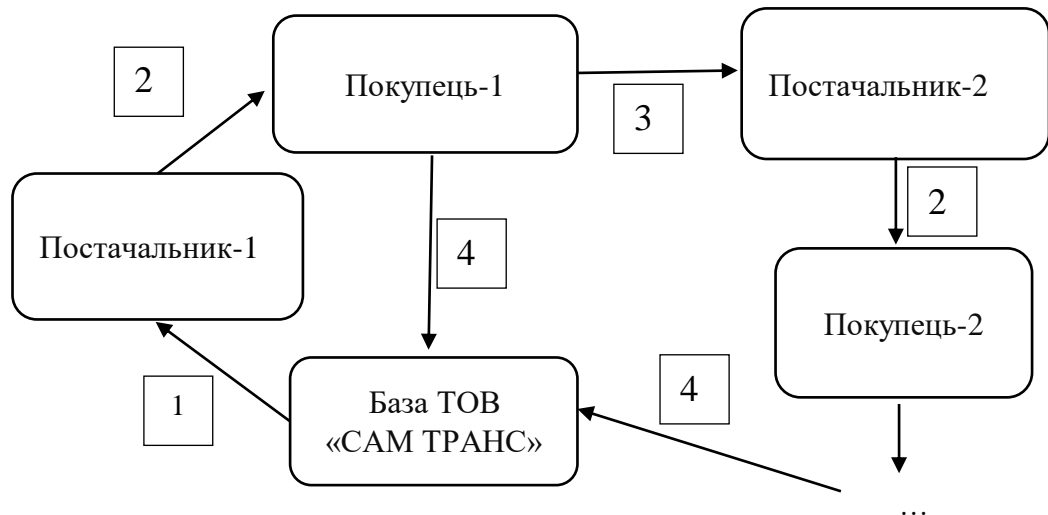 2
Покупець-1
3
Постачальник-2
2
Постачальник-1
4
Покупець-2
1
База ТОВ
«САМ ТРАНС»
4
...